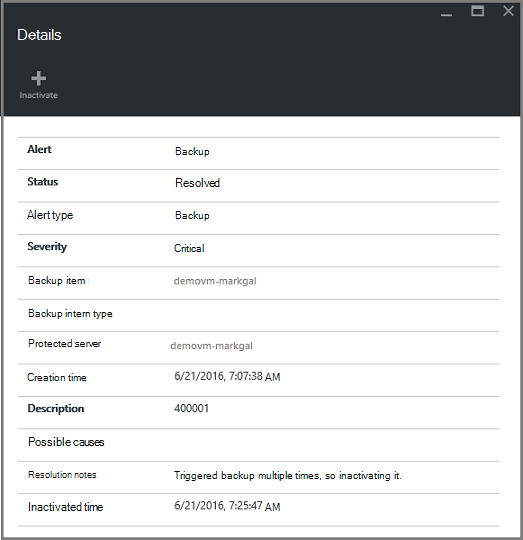 Details
Inactivate
Alert Backup
Status Resolved
Alert type Backup
Severity Critical
Backup item demovm-markgal
Backup intern type
Protected server demovm-markgal
Creation time 6/21/2016, 7:07:38 AM
Description 400001
Possible causes
Resolution notes Triggered backup multiple times, so inactivating it.
Inactivated time 6/21/2016, 7:25:47 AM